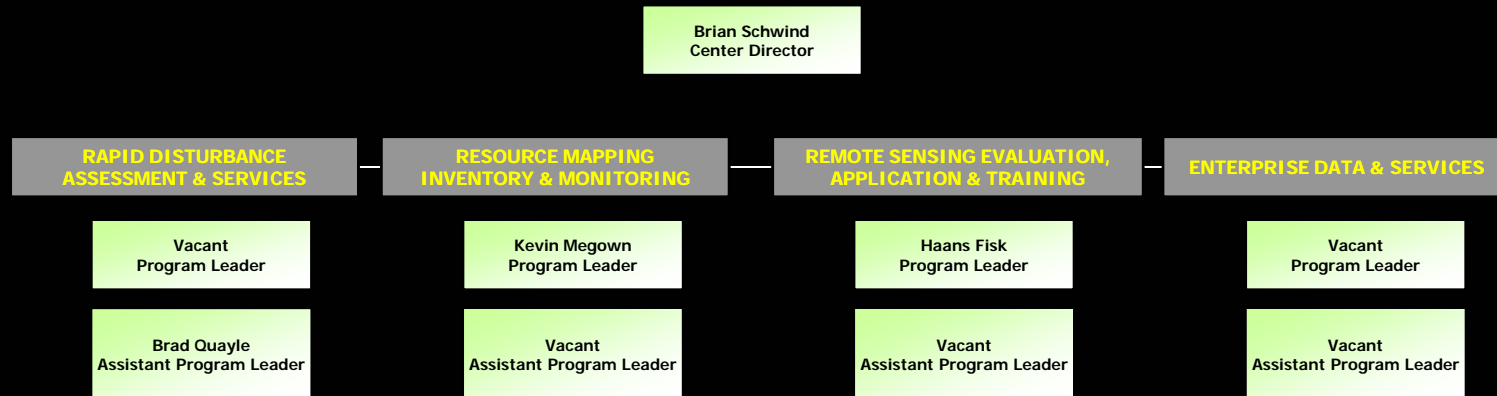 Brian Schwind
Center Director
RAPID DISTURBANCE
ASSESSMENT & SERVICES
RESOURCE MAPPING
INVENTORY & MONITORING
REMOTE SENSING EVALUATION,
APPLICATION & TRAINING
ENTERPRISE DATA & SERVICES
Vacant
Program Leader
Kevin Megown
Program Leader
Haans Fisk
Program Leader
Vacant
Program Leader
Brad Quayle
Assistant Program Leader
Vacant
Assistant Program Leader
Vacant
Assistant Program Leader
Vacant
Assistant Program Leader